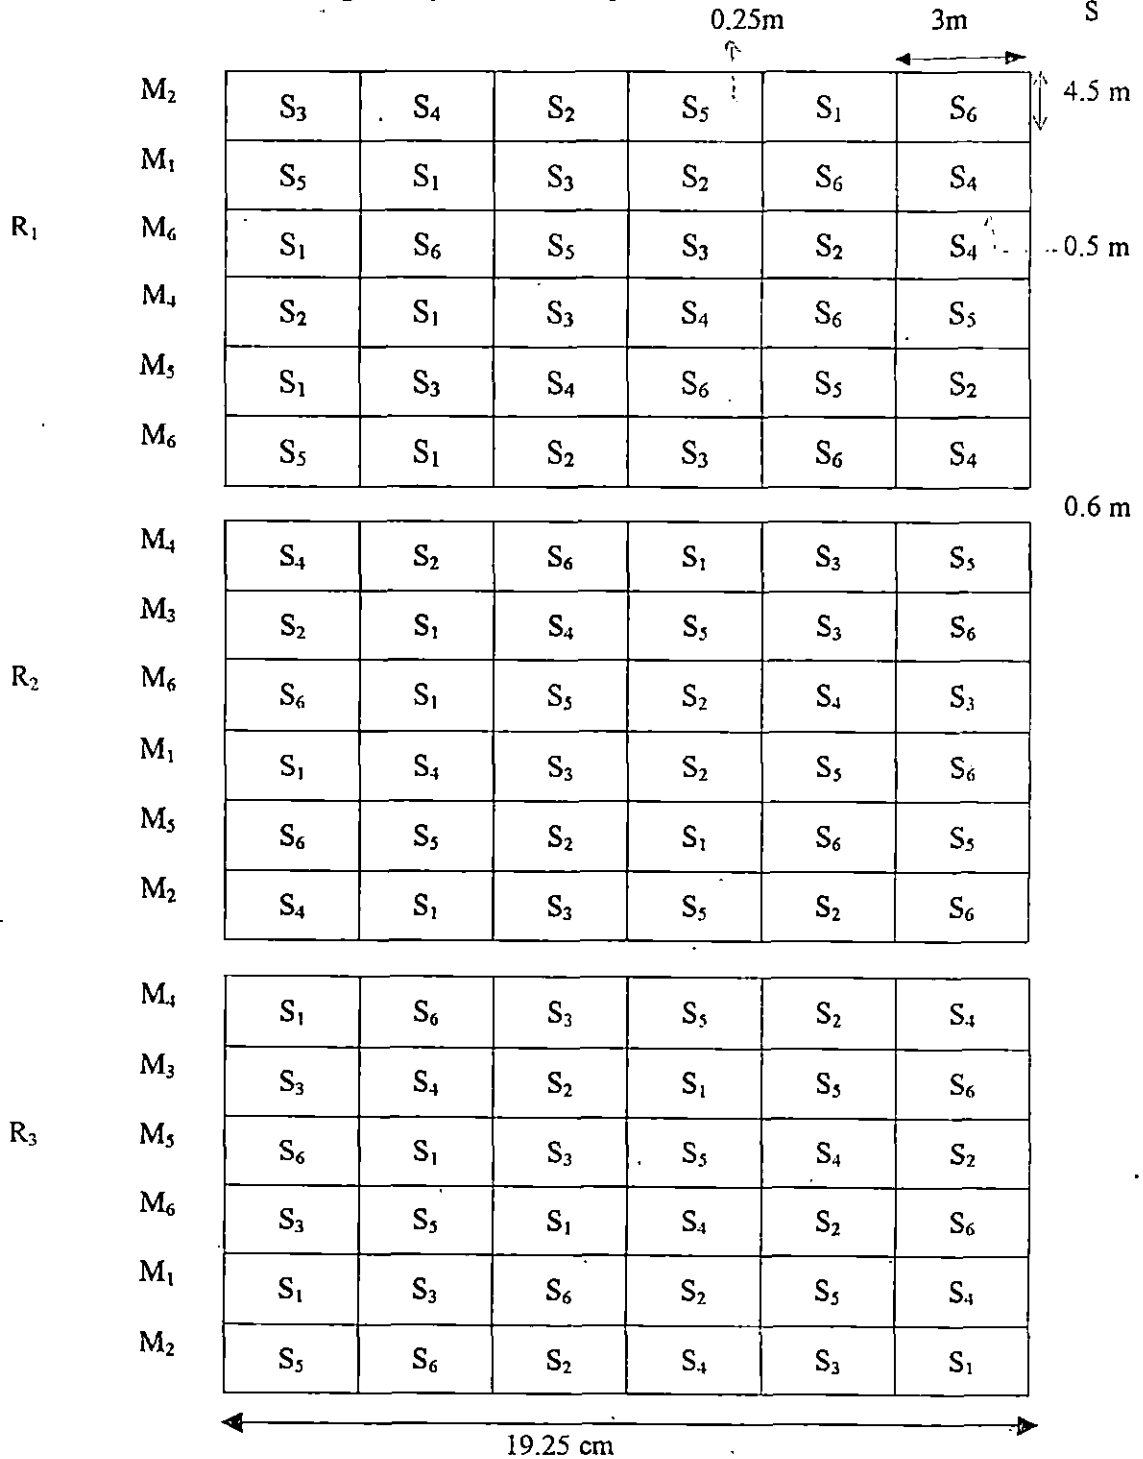 0.25m 3m S
M₂ S₃ S₄ S₂ S₅ S₁ S₆ 4.5 m
M₁ S₅ S₁ S₃ S₂ S₆ S₄
R₁ M₆ S₁ S₆ S₅ S₃ S₂ S₄ 0.5 m
M₄ S₂ S₁ S₃ S₄ S₆ S₅
M₅ S₁ S₃ S₄ S₆ S₅ S₂
M₆ S₅ S₁ S₂ S₃ S₆ S₄
0.6 m
M₄ S₄ S₂ S₆ S₁ S₃ S₅
M₃ S₂ S₁ S₄ S₅ S₃ S₆
R₂ M₆ S₆ S₁ S₅ S₂ S₄ S₃
M₁ S₁ S₄ S₃ S₂ S₅ S₆
M₅ S₆ S₅ S₂ S₁ S₆ S₅
M₂ S₄ S₁ S₃ S₅ S₂ S₆
M₄ S₁ S₆ S₃ S₅ S₂ S₄
M₃ S₃ S₄ S₂ S₁ S₅ S₆
R₃ M₅ S₆ S₁ S₃ S₅ S₄ S₂
M₆ S₃ S₅ S₁ S₄ S₂ S₆
M₁ S₁ S₃ S₆ S₂ S₅ S₄
M₂ S₅ S₆ S₂ S₄ S₃ S₁
19.25 cm